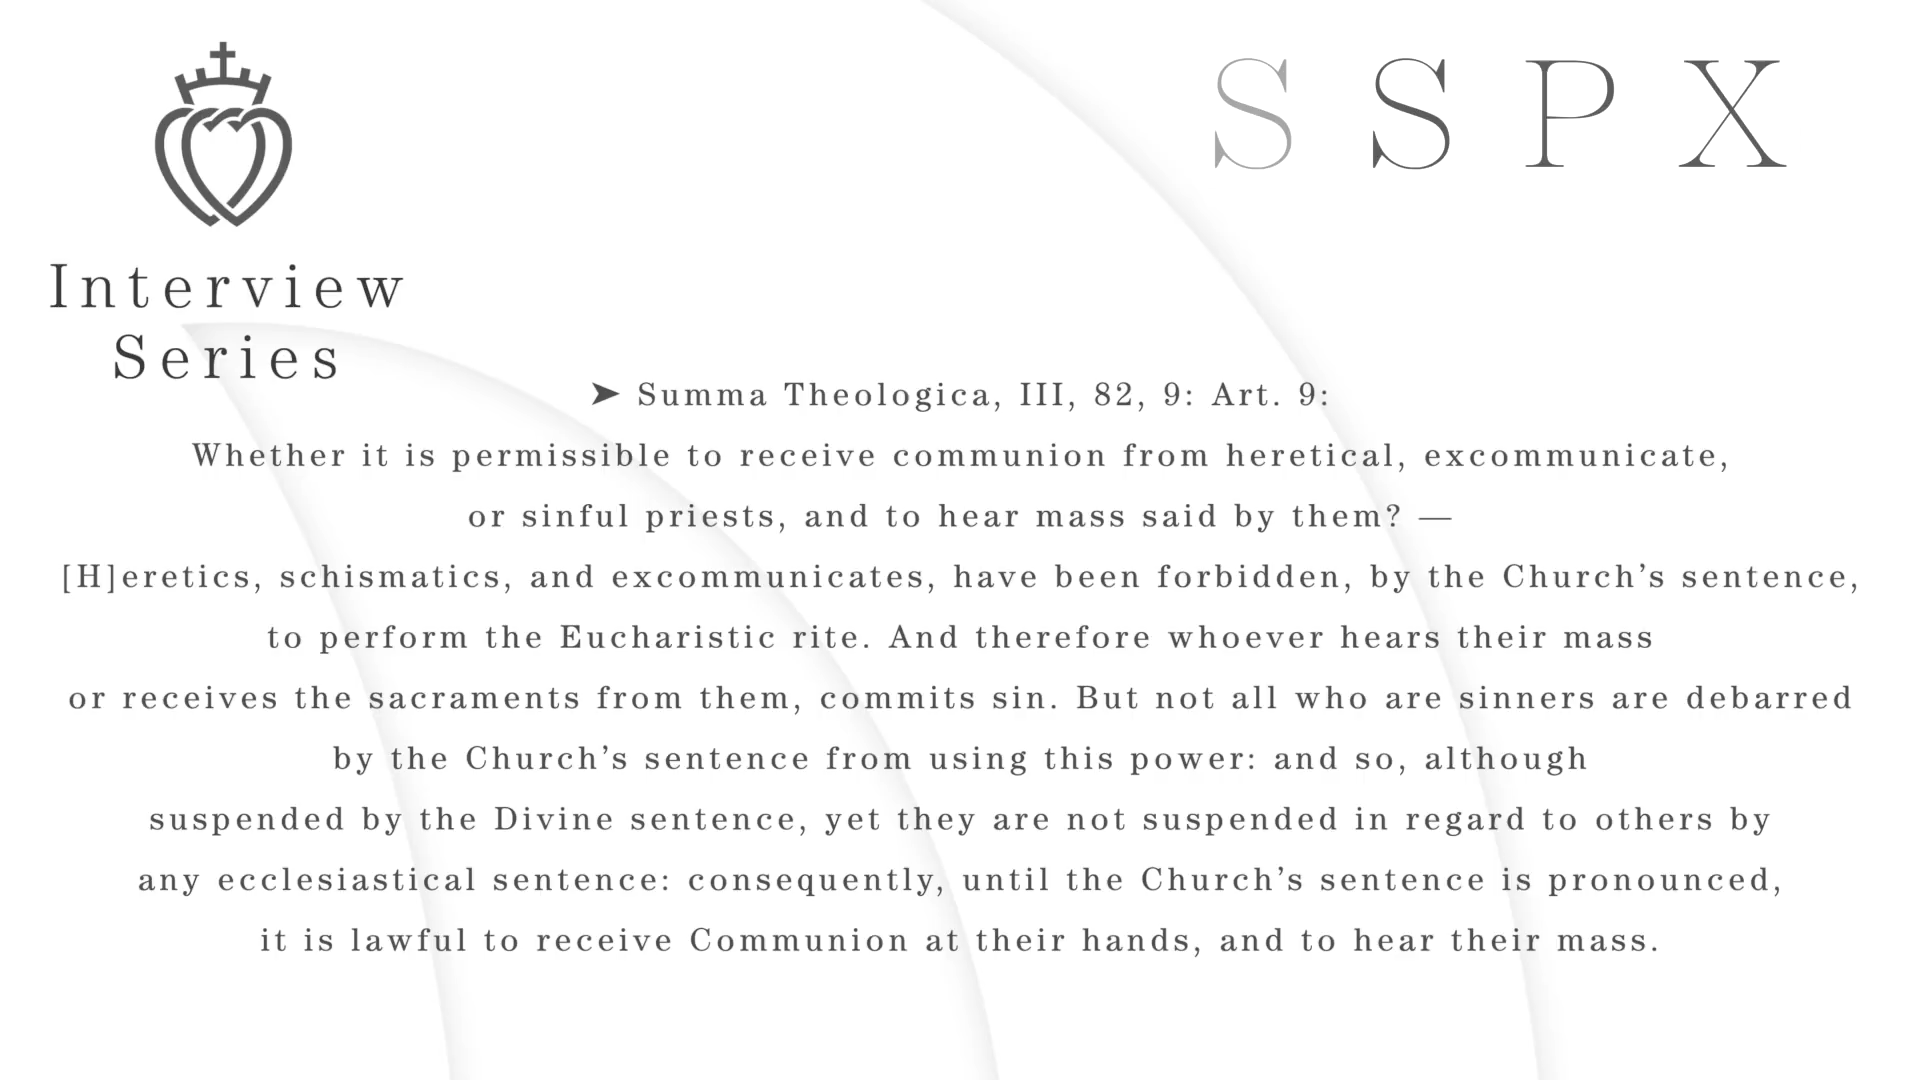 SSPX
Interview
Series
➤ Summa Theologica, III, 82, 9: Art. 9:
Whether it is permissible to receive communion from heretical, excommunicate,
or sinful priests, and to hear mass said by them? —
[H]eretics, schismatics, and excommunicates, have been forbidden, by the Church’s sentence,
to perform the Eucharistic rite. And therefore whoever hears their mass
or receives the sacraments from them, commits sin. But not all who are sinners are debarred
by the Church’s sentence from using this power: and so, although
suspended by the Divine sentence, yet they are not suspended in regard to others by
any ecclesiastical sentence: consequently, until the Church’s sentence is pronounced,
it is lawful to receive Communion at their hands, and to hear their mass.